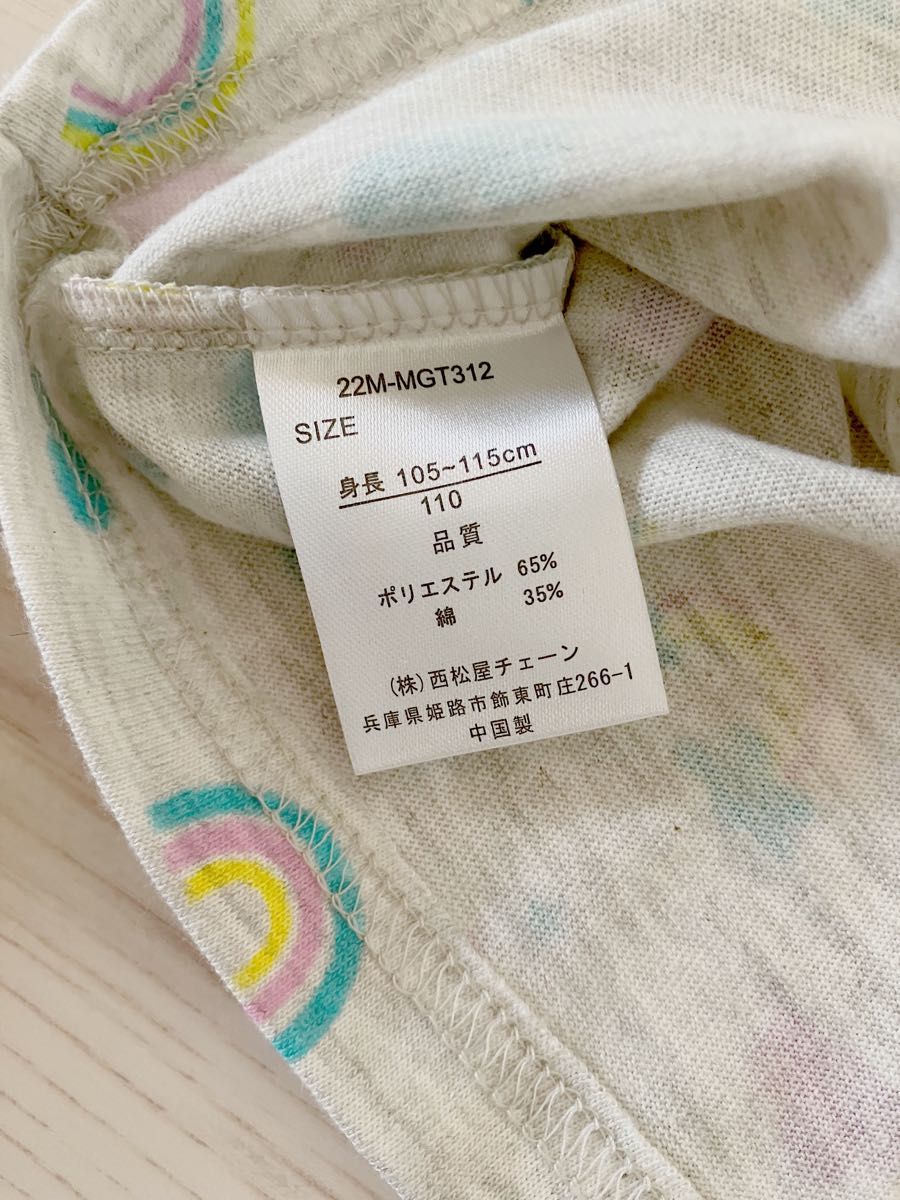 22M-MGT312
SIZE
身長 105~115cm
110
品質
ポリエステル 65%
綿 35%
(株)西松屋チェーン
兵庫県姫路市飾東町庄266-1
中国製